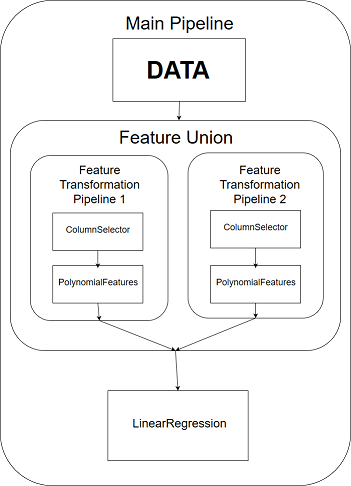 Main Pipeline
DATA
Feature Union
Feature
Transformation
Pipeline 1
ColumnSelector
PolynomialFeatures
Feature
Transformation
Pipeline 2
ColumnSelector
PolynomialFeatures
LinearRegression